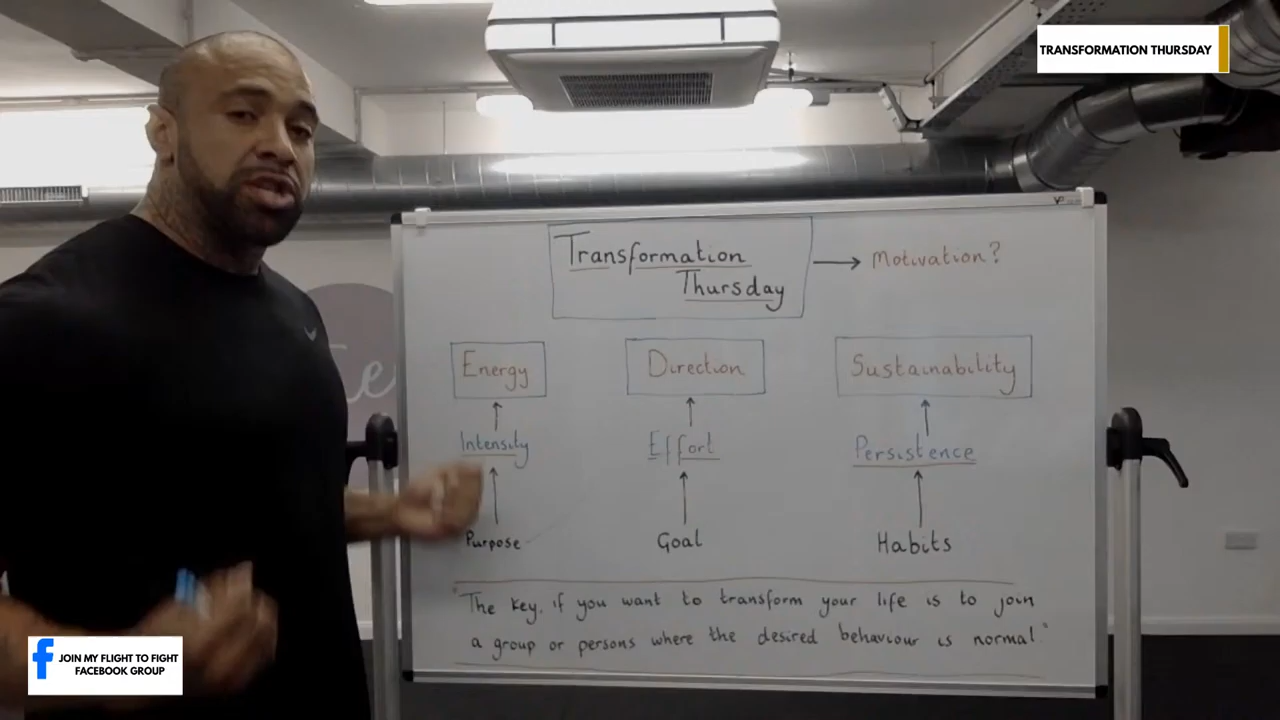 TRANSFORMATION THURSDAY
Transformation
Thursday
Motivation?
Energy
Direction
Sustainability
Intensity
Effort
Persistence
Purpose
Goal
Habits
"The key, if you want to transform your life is to join
a group or persons where the desired behaviour is normal."
JOIN MY FLIGHT TO FIGHT
FACEBOOK GROUP